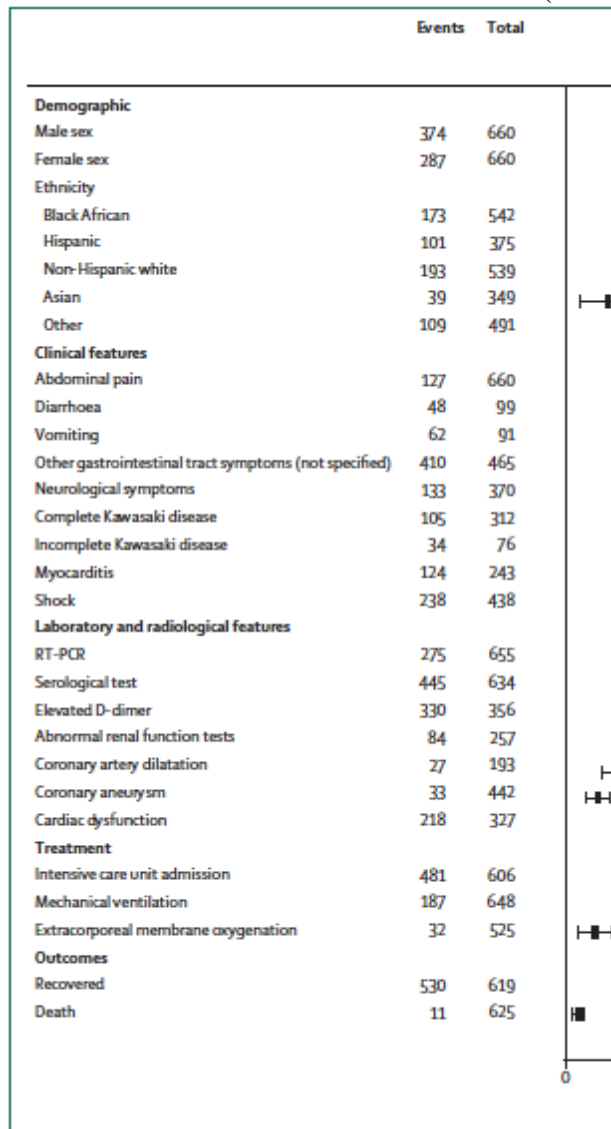 Events Total
Demographic
Male sex 374 660
Female sex 287 660
Ethnicity
Black African 173 542
Hispanic 101 375
Non-Hispanic white 193 539
Asian 39 349
Other 109 491
Clinical features
Abdominal pain 127 660
Diarrhoea 48 99
Vomiting 62 91
Other gastrointestinal tract symptoms (not specified) 410 465
Neurological symptoms 133 370
Complete Kawasaki disease 105 312
Incomplete Kawasaki disease 34 76
Myocarditis 124 243
Shock 238 438
Laboratory and radiological features
RT-PCR 275 655
Serological test 445 634
Elevated D-dimer 330 356
Abnormal renal function tests 84 257
Coronary artery dilatation 27 193
Coronary aneurysm 33 442
Cardiac dysfunction 218 327
Treatment
Intensive care unit admission 481 606
Mechanical ventilation 187 648
Extracorporeal membrane oxygenation 32 525
Outcomes
Recovered 530 619
Death 11 625
0